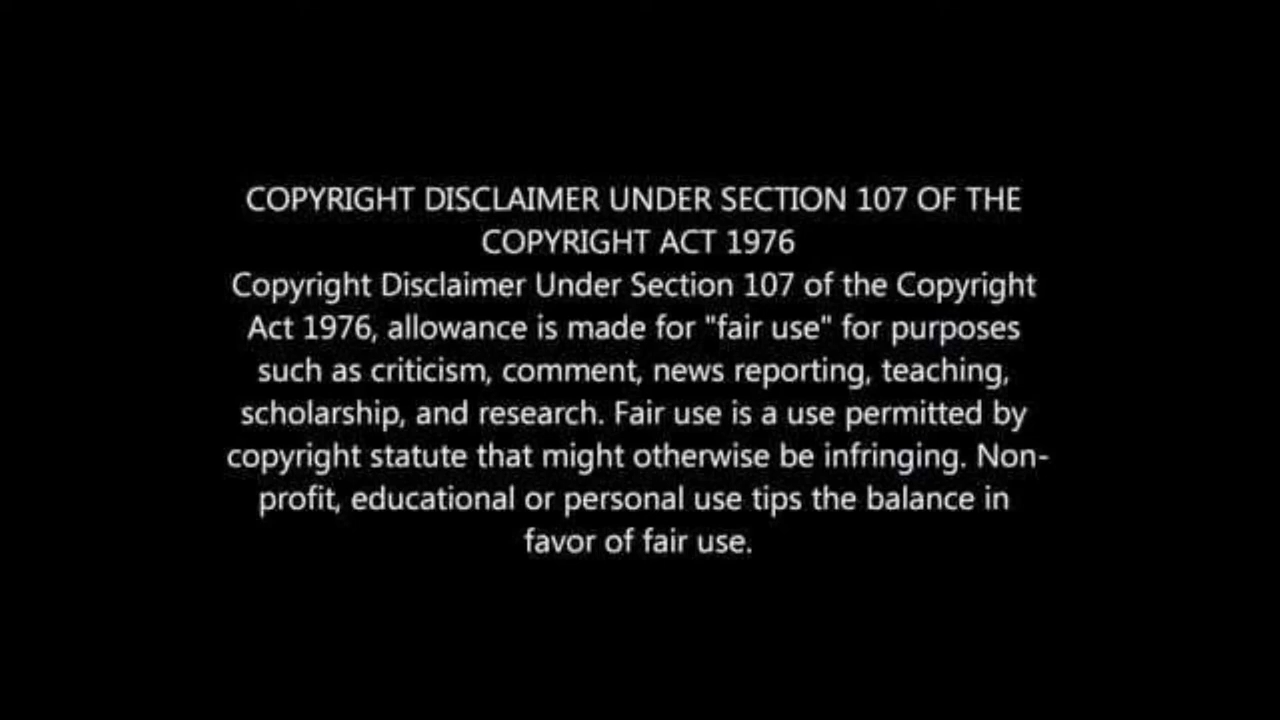 COPYRIGHT DISCLAIMER UNDER SECTION 107 OF THE
COPYRIGHT ACT 1976
Copyright Disclaimer Under Section 107 of the Copyright
Act 1976, allowance is made for "fair use" for purposes
such as criticism, comment, news reporting, teaching,
scholarship, and research. Fair use is a use permitted by
copyright statute that might otherwise be infringing. Non-
profit, educational or personal use tips the balance in
favor of fair use.